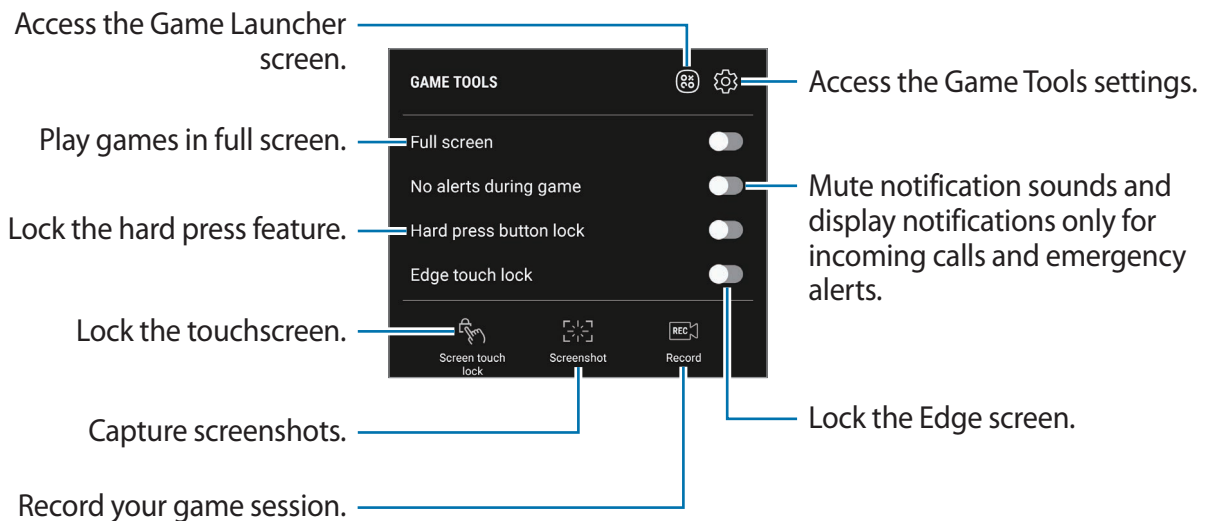 Access the Game Launcher
screen.
GAME TOOLS
Access the Game Tools settings.
Play games in full screen.
Full screen
No alerts during game
Mute notification sounds and
display notifications only for
incoming calls and emergency
alerts.
Lock the hard press feature.
Hard press button lock
Edge touch lock
Lock the touchscreen.
Screen touch
lock
Screenshot
REC
Record
Lock the Edge screen.
Capture screenshots.
Record your game session.